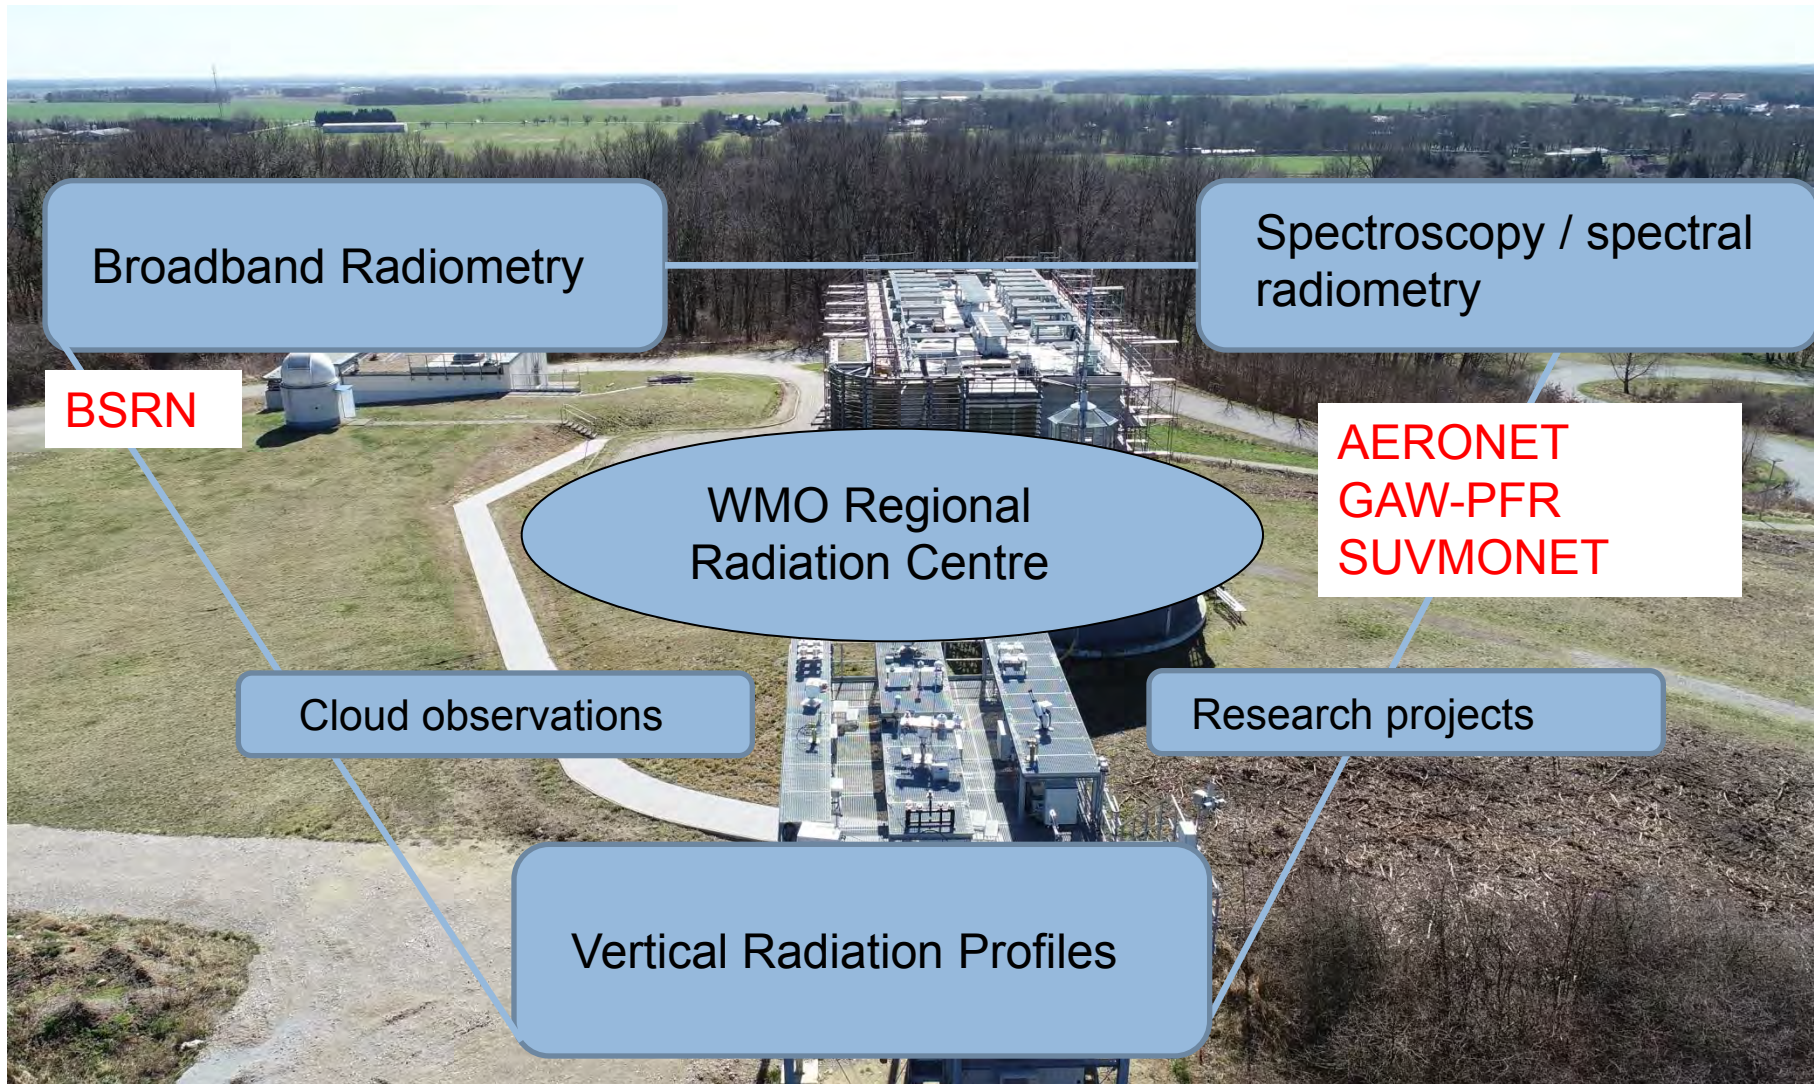 Broadband Radiometry
Spectroscopy / spectral
radiometry
BSRN
AERONET
GAW-PFR
SUVMONET
WMO Regional
Radiation Centre
Cloud observations
Research projects
Vertical Radiation Profiles